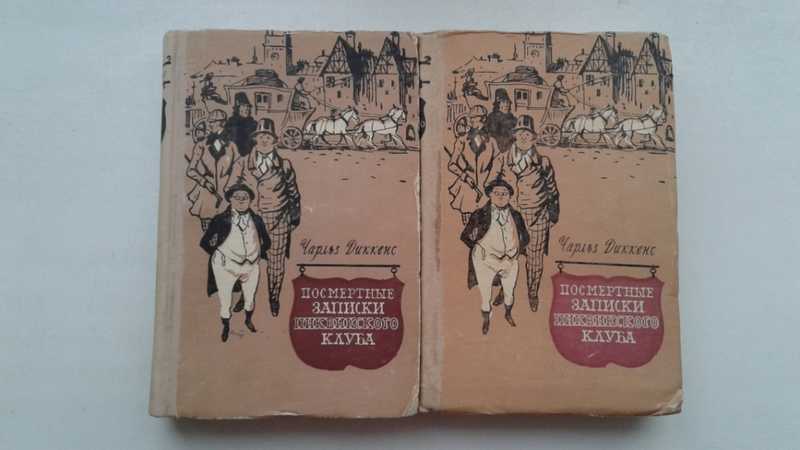 Чарльз Диккенс
ПОСМЕРТНЫЕ
ЗАПИСКИ
ПИКВИКСКОГО
КЛУБА
Чарльз Диккенс
ПОСМЕРТНЫЕ
ЗАПИСКИ
ПИКВИКСКОГО
КЛУБА